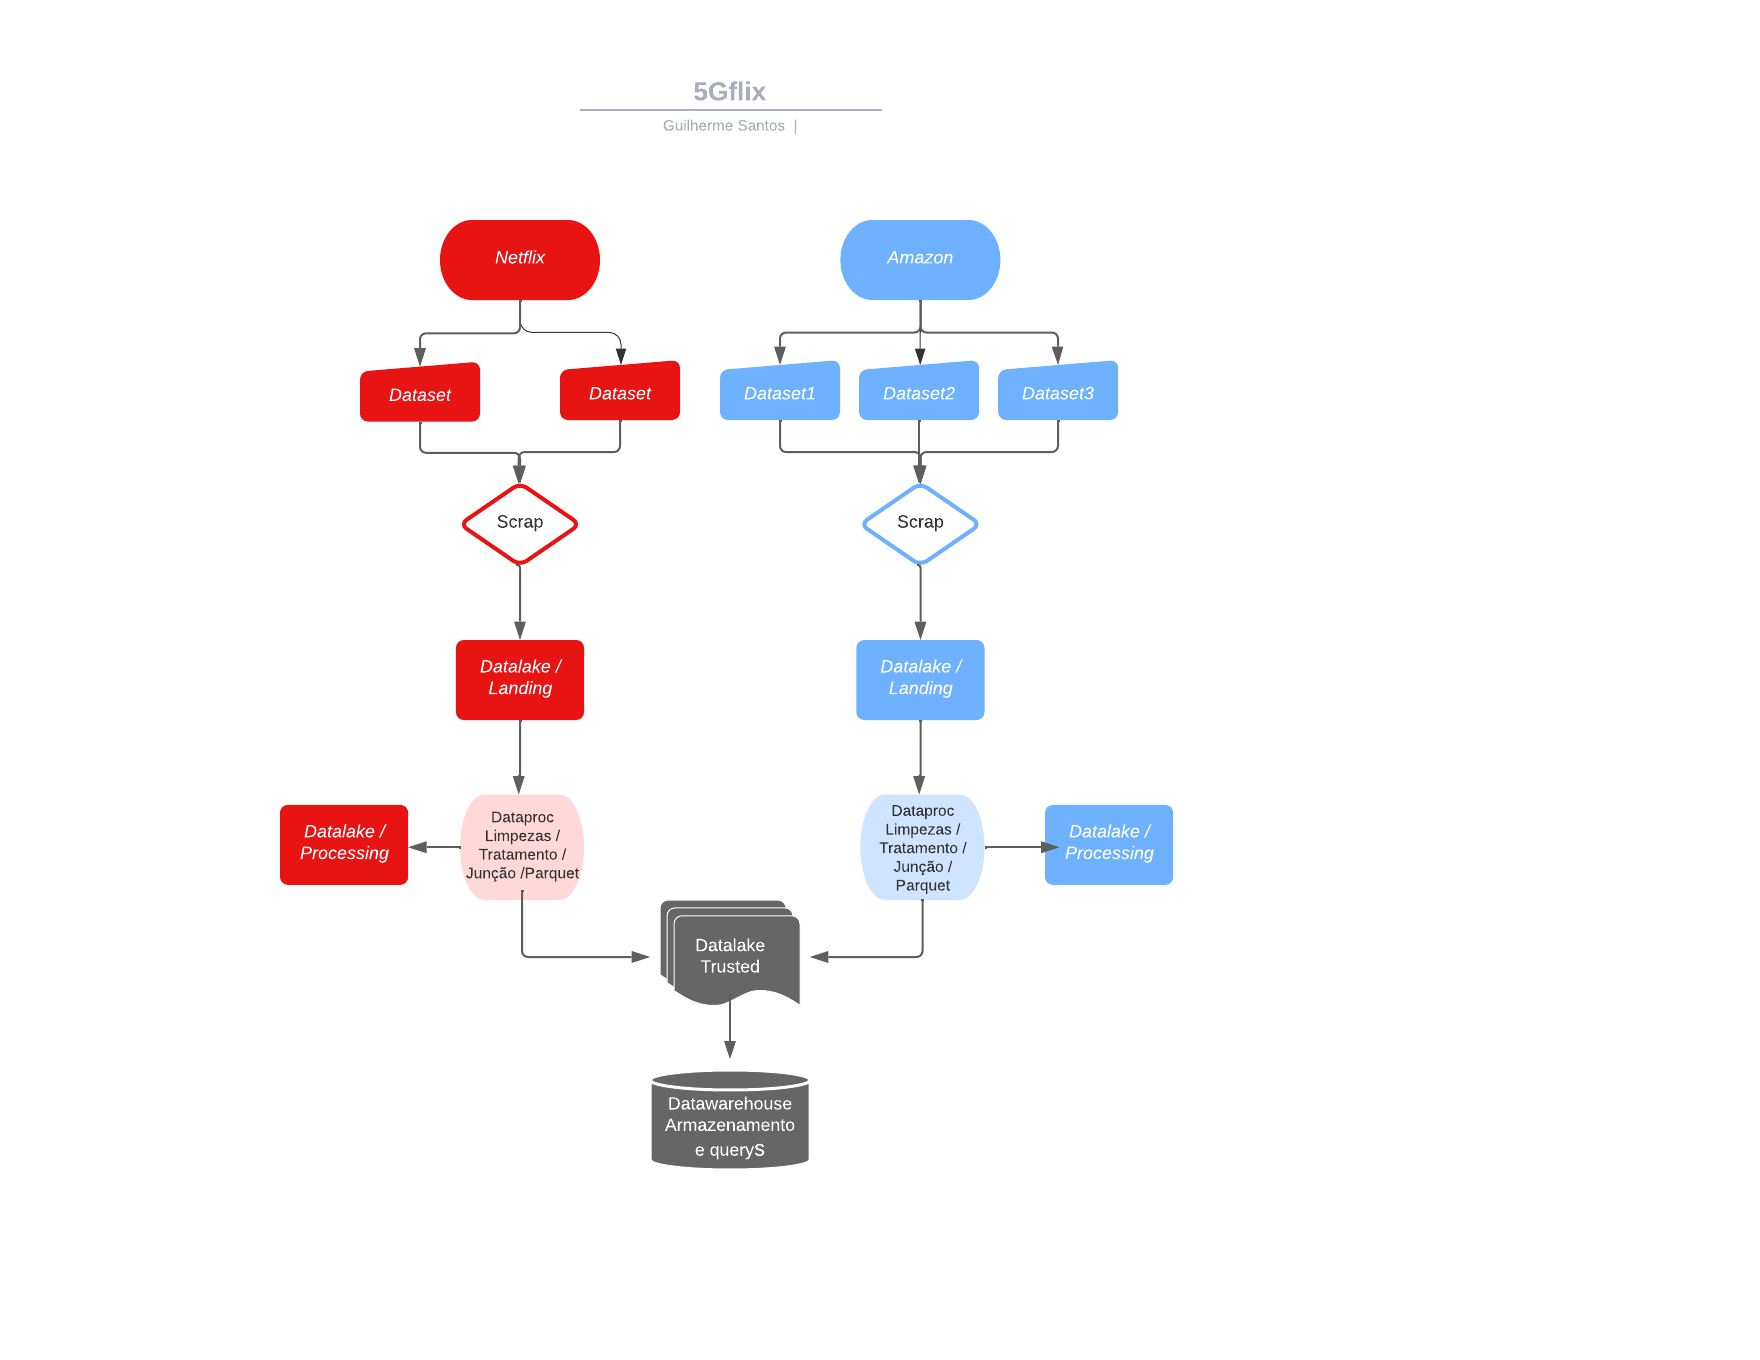 5Gflix
Guilherme Santos |
Netflix
Amazon
Dataset
Dataset
Dataset1
Dataset2
Dataset3
Scrap
Scrap
Datalake /
Landing
Datalake /
Landing
Datalake /
Processing
Dataproc
Limpezas /
Tratamento /
Junção /Parquet
Dataproc
Limpezas /
Tratamento /
Junção /
Parquet
Datalake /
Processing
Datalake
Trusted
Datawarehouse
Armazenamento
e querys